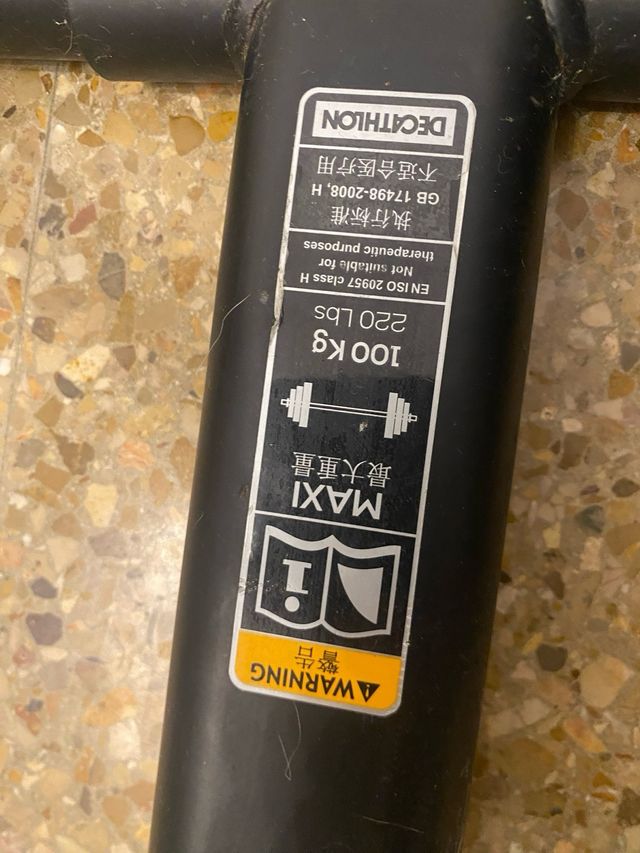 WARNING
警告
i
MAXI
最大重量
100 Kg
220 Lbs
EN ISO 20957 class H
Not suitable for
therapeutic purposes
执行标准
GB 17498-2008, H
不适合医疗用
DECATHLON